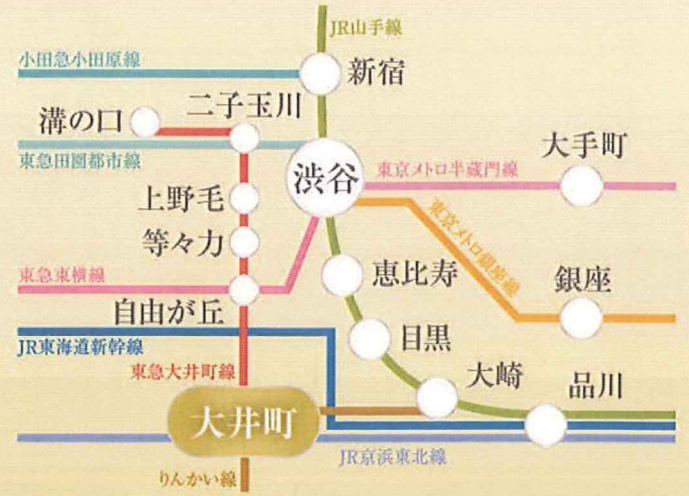 JR山手線
小田急小田原線
新宿
溝の口
二子玉川
東急田園都市線
渋谷
東京メトロ半蔵門線
大手町
上野毛
等々力
東京メトロ銀座線
東急東横線
恵比寿
銀座
自由が丘
JR東海道新幹線
目黒
東急大井町線
大崎
品川
大井町
JR京浜東北線
りんかい線